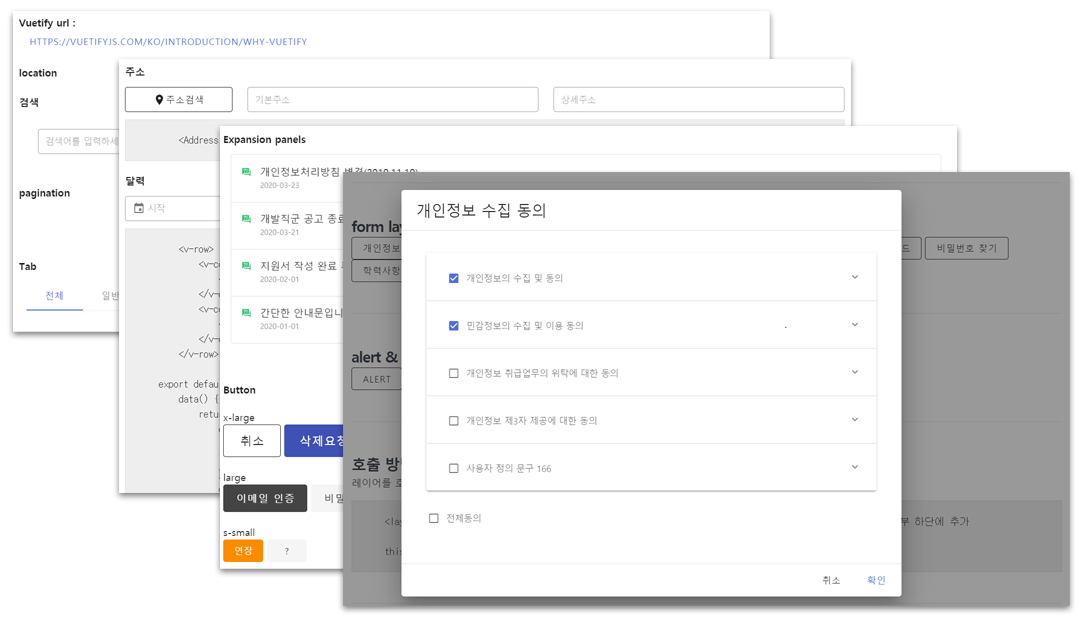 Vuetify url :
HTTPS://VUETIFYJS.COM/KO/INTRODUCTION/WHY-VUETIFY
location
검색
검색어를 입력하세
pagination
Tab
전체
일반
주소
주소검색
기본주소
상세주소
<Address
달력
시작
<v-row>
<v-co
</v-
<v-co
</v-
</v-row>
export defau
data() {
retu
Expansion panels
개인정보처리방침
2020-03-23
개발직군 공고 종료
2020-03-21
지원서 작성 완료
2020-02-01
간단한 안내문입니
2020-01-01
Button
x-large
취소
삭제요청
large
이메일 인증
비밀
s-small
연장
?
form lay
개인정보
드
비밀번호 찾기
학력사항
alert &
ALERT
호출 방
레이어를 호
<lay
부 하단에 추가
this
개인정보 수집 동의
개인정보의 수집 및 동의
민감정보의 수집 및 이용 동의
개인정보 취급업무의 위탁에 대한 동의
개인정보 제3자 제공에 대한 동의
사용자 정의 문구 166
전체동의
취소
확인